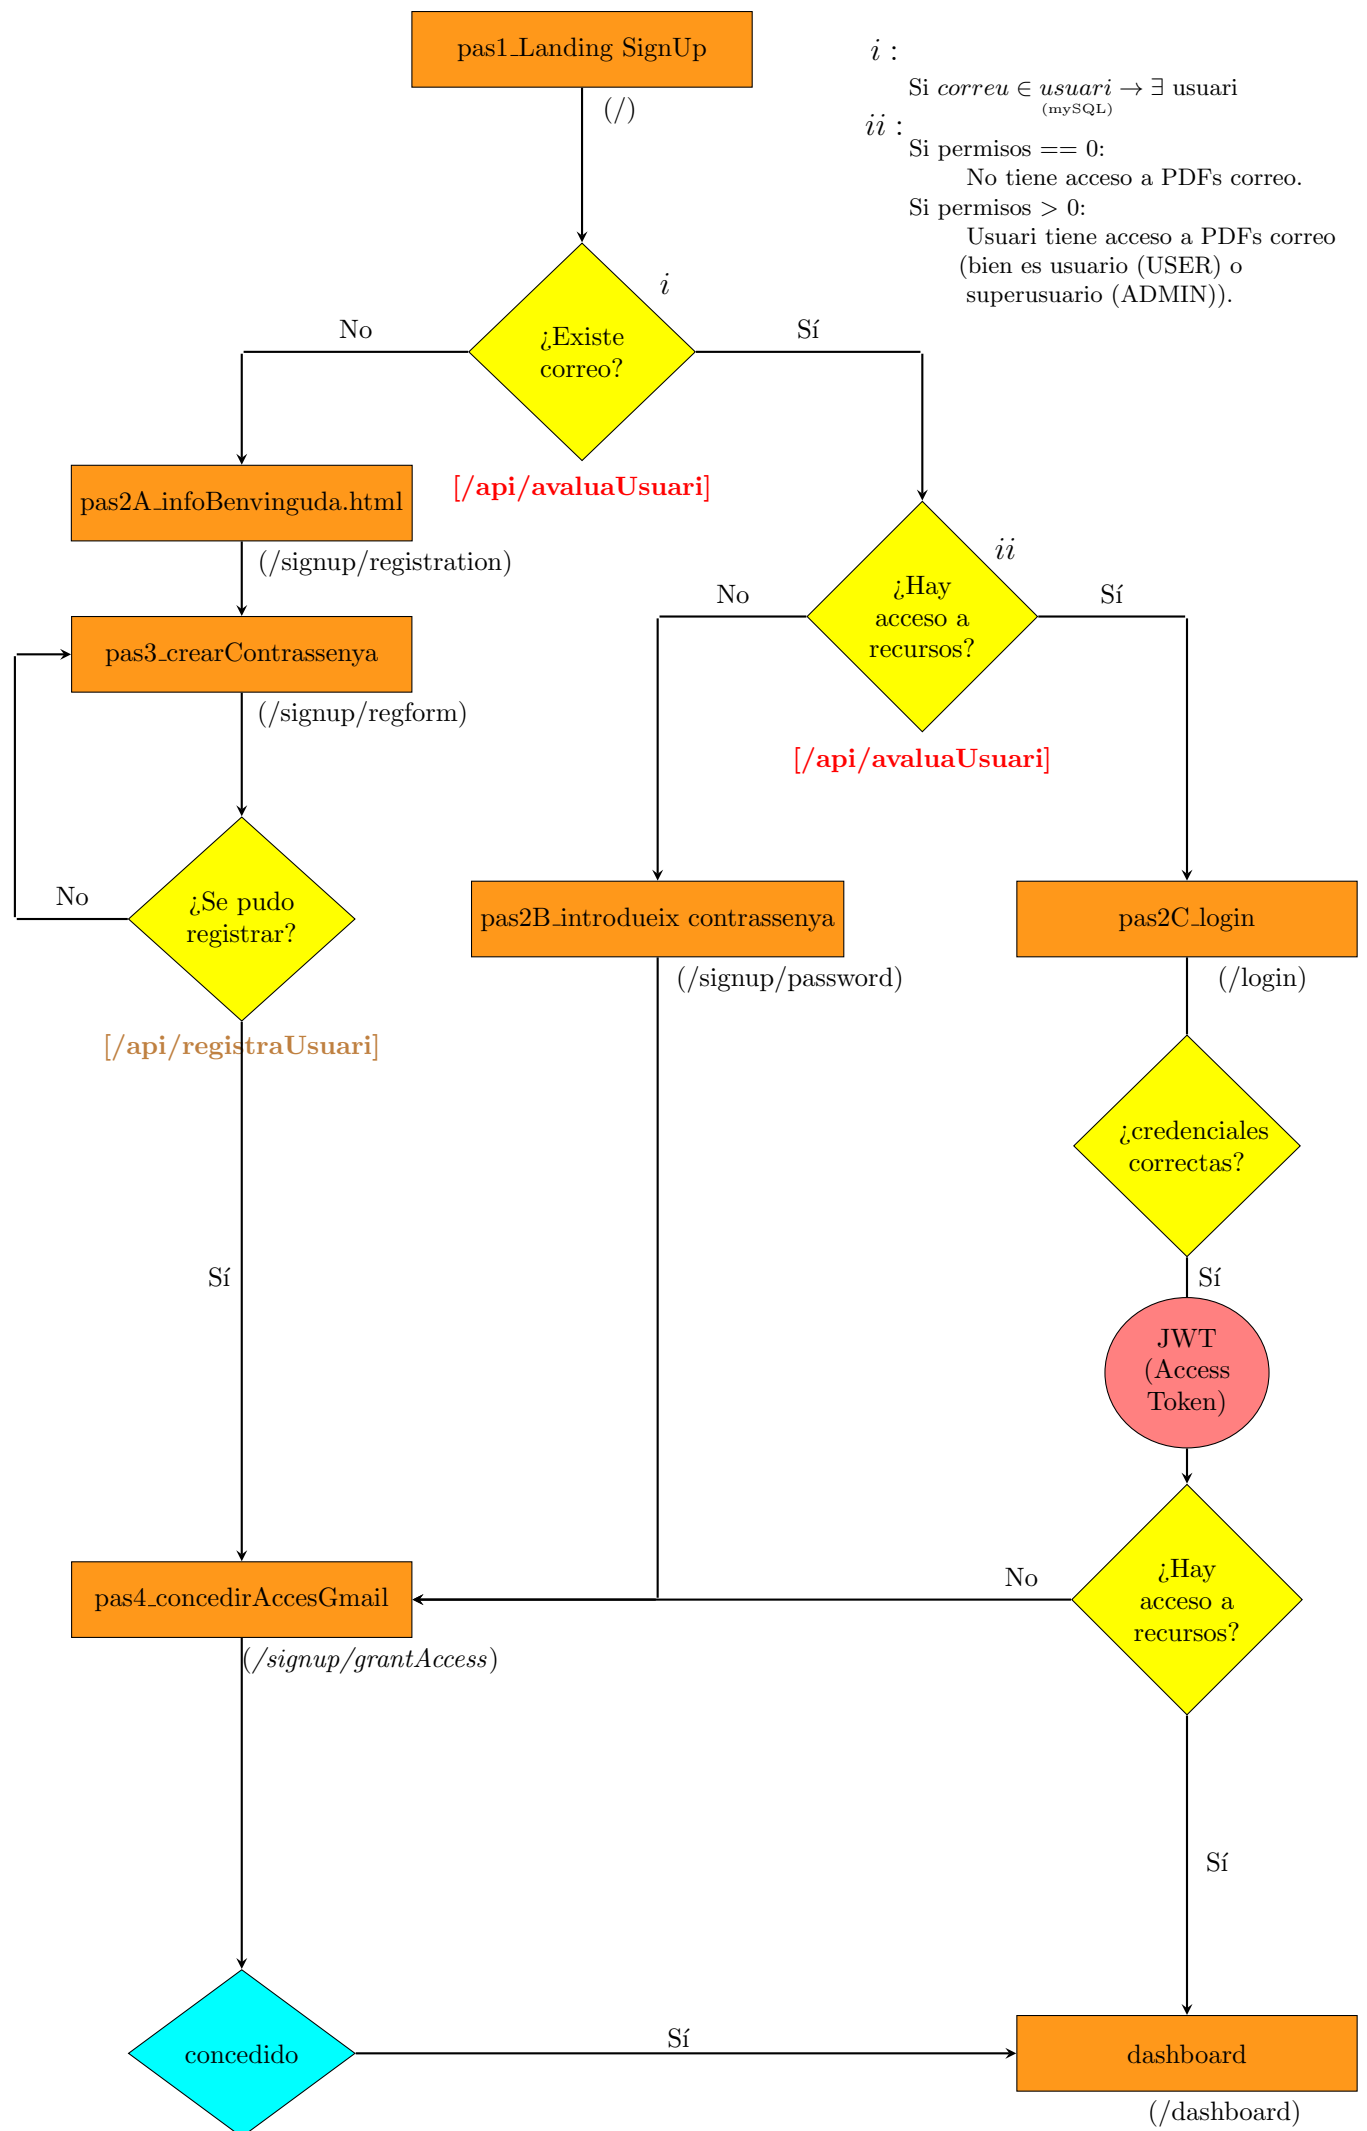 pas1_Landing SignUp
(/)
i :
Si correu ∈ usuari → ∃ usuari
(mySQL)
ii :
Si permisos == 0:
No tiene acceso a PDFs correo.
Si permisos > 0:
Usuari tiene acceso a PDFs correo
(bien es usuario (USER) o
superusuario (ADMIN)).
i
¿Existe
correo?
No
Sí
[/api/avaluaUsuari]
pas2A_infoBenvinguda.html
(/signup/registration)
ii
¿Hay
acceso a
recursos?
No
Sí
[/api/avaluaUsuari]
pas3_crearContrassenya
(/signup/regform)
No
¿Se pudo
registrar?
[/api/registraUsuari]
pas2B_introdueix contrassenya
(/signup/password)
pas2C_login
(/login)
¿credenciales
correctas?
Sí
Sí
JWT
(Access
Token)
No
¿Hay
acceso a
recursos?
pas4_concedirAccesGmail
(/signup/grantAccess)
Sí
concedido
Sí
dashboard
(/dashboard)